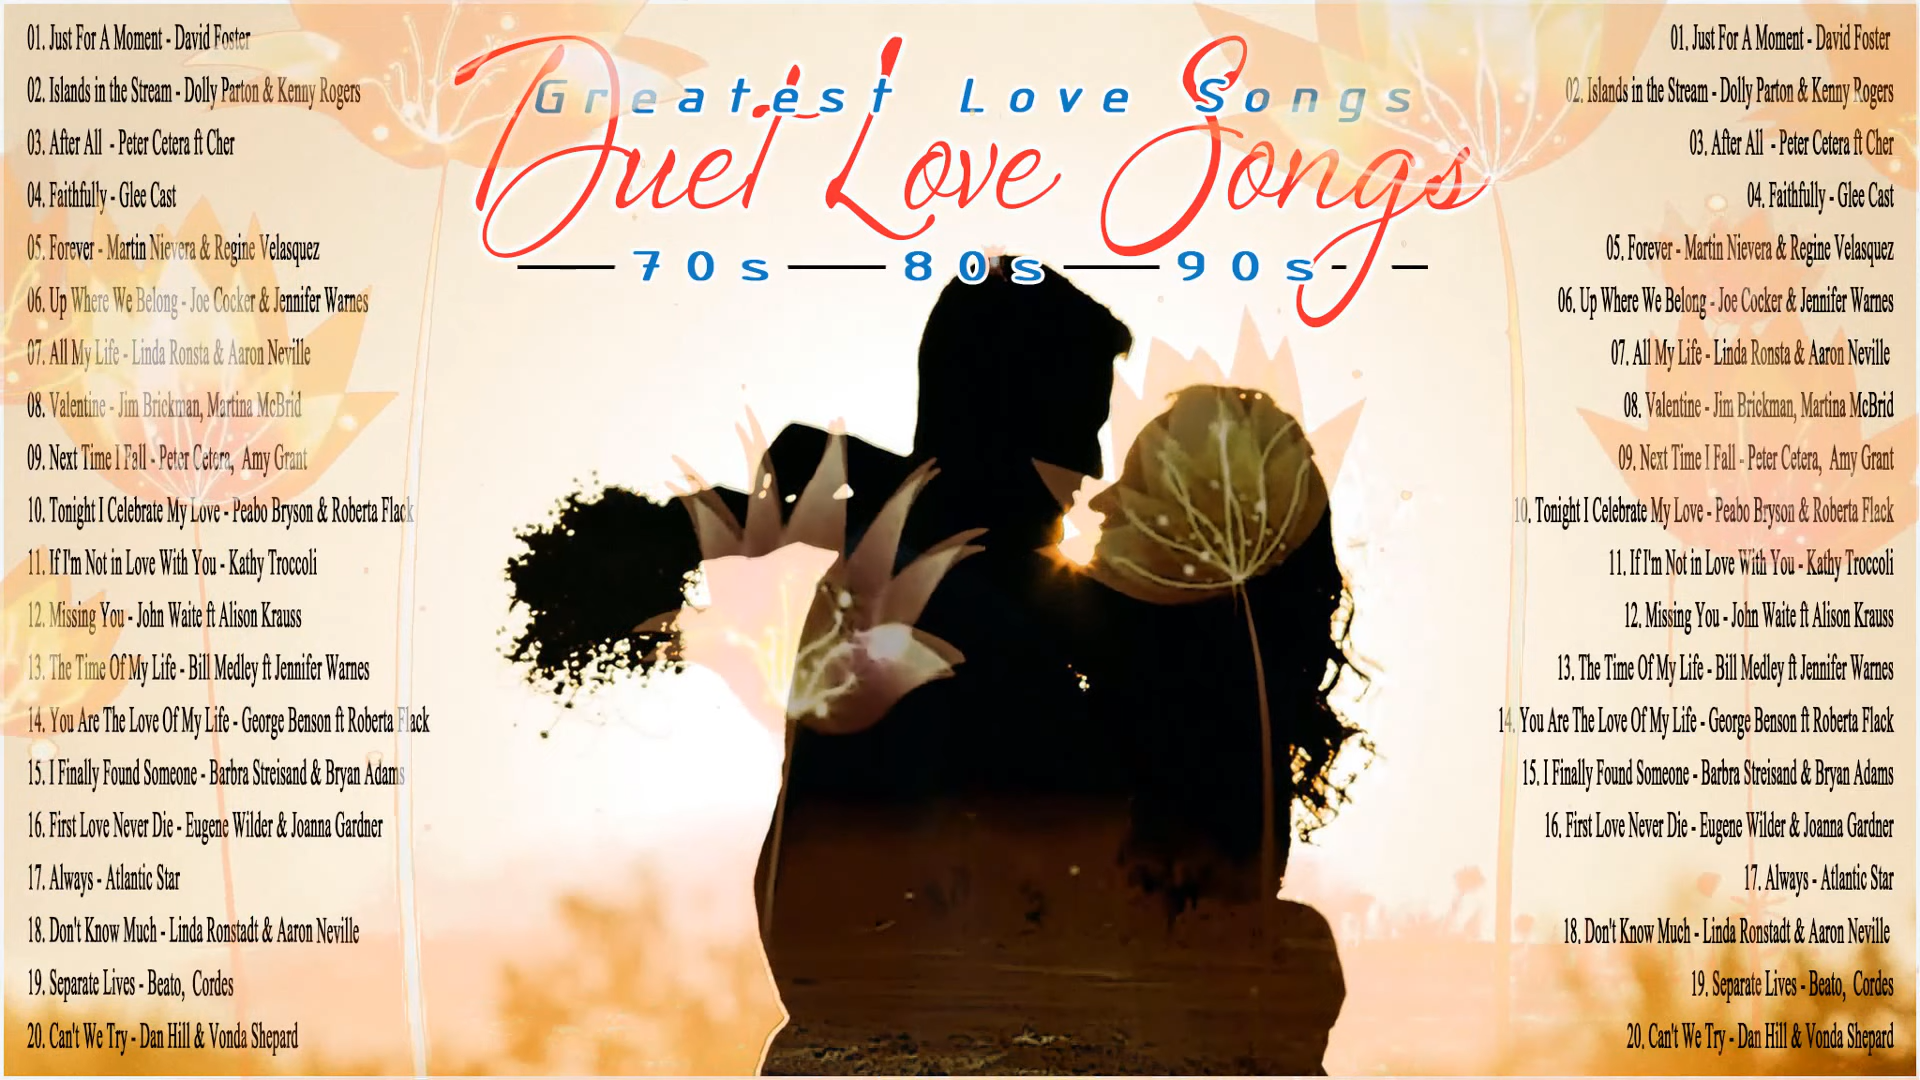 Greatest Love Songs
Duet Love Songs
70s 80s 90s
01. Just For A Moment - David Foster
02. Islands in the Stream - Dolly Parton & Kenny Rogers
03. After All - Peter Cetera ft Cher
04. Faithfully - Glee Cast
05. Forever - Martin Nievera & Regine Velasquez
06. Up Where We Belong - Joe Cocker & Jennifer Warnes
07. All My Life - Linda Ronsta & Aaron Neville
08. Valentine - Jim Brickman, Martina McBrid
09. Next Time I Fall - Peter Cetera, Amy Grant
10. Tonight I Celebrate My Love - Peabo Bryson & Roberta Flack
11. If I'm Not in Love With You - Kathy Troccoli
12. Missing You - John Waite ft Alison Krauss
13. The Time Of My Life - Bill Medley ft Jennifer Warnes
14. You Are The Love Of My Life - George Benson ft Roberta Flack
15. I Finally Found Someone - Barbra Streisand & Bryan Adams
16. First Love Never Die - Eugene Wilder & Joanna Gardner
17. Always - Atlantic Star
18. Don't Know Much - Linda Ronstadt & Aaron Neville
19. Separate Lives - Beato, Cordes
20. Can't We Try - Dan Hill & Vonda Shepard
01. Just For A Moment - David Foster
02. Islands in the Stream - Dolly Parton & Kenny Rogers
03. After All - Peter Cetera ft Cher
04. Faithfully - Glee Cast
05. Forever - Martin Nievera & Regine Velasquez
06. Up Where We Belong - Joe Cocker & Jennifer Warnes
07. All My Life - Linda Ronsta & Aaron Neville
08. Valentine - Jim Brickman, Martina McBrid
09. Next Time I Fall - Peter Cetera, Amy Grant
10. Tonight I Celebrate My Love - Peabo Bryson & Roberta Flack
11. If I'm Not in Love With You - Kathy Troccoli
12. Missing You - John Waite ft Alison Krauss
13. The Time Of My Life - Bill Medley ft Jennifer Warnes
14. You Are The Love Of My Life - George Benson ft Roberta Flack
15. I Finally Found Someone - Barbra Streisand & Bryan Adams
16. First Love Never Die - Eugene Wilder & Joanna Gardner
17. Always - Atlantic Star
18. Don't Know Much - Linda Ronstadt & Aaron Neville
19. Separate Lives - Beato, Cordes
20. Can't We Try - Dan Hill & Vonda Shepard